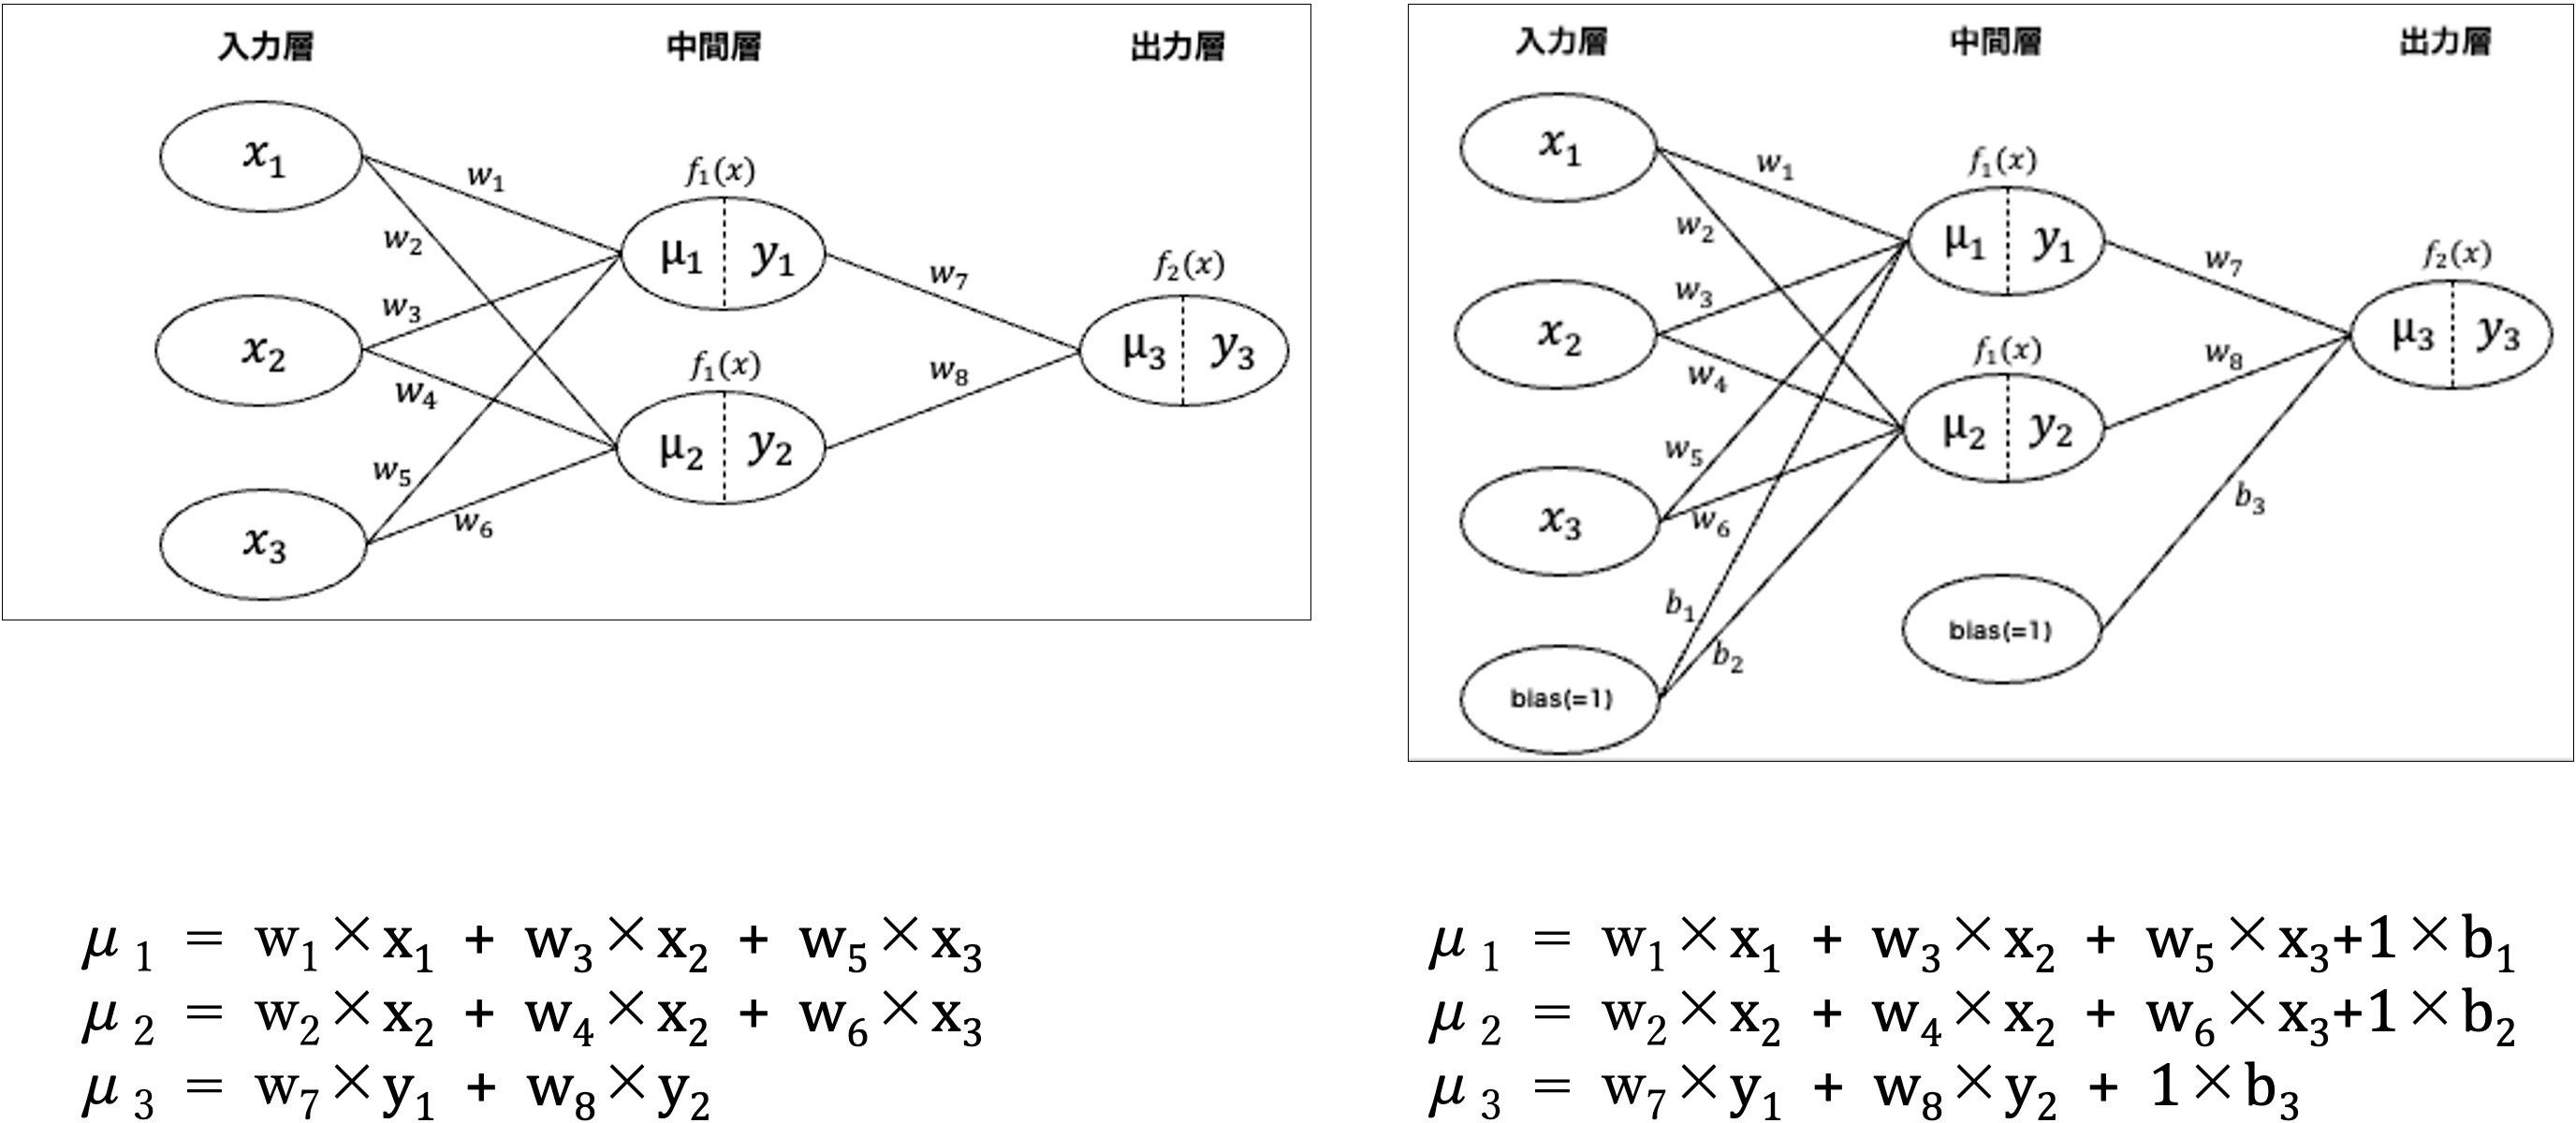 入力層 中間層 出力層
x₁
w₁
f₁(x)
w₂
μ₁ y₁
w₇
f₂(x)
w₃
x₂
μ₃ y₃
f₁(x)
w₈
w₄
μ₂ y₂
w₅
w₆
x₃
入力層 中間層 出力層
x₁
w₁
f₁(x)
w₂
μ₁ y₁
w₇
f₂(x)
w₃
x₂
μ₃ y₃
f₁(x)
w₈
w₄
μ₂ y₂
w₅
b₃
x₃
w₆
b₁
bias(=1)
b₂
bias(=1)
μ₁ = w₁×x₁ + w₃×x₂ + w₅×x₃
μ₂ = w₂×x₂ + w₄×x₂ + w₆×x₃
μ₃ = w₇×y₁ + w₈×y₂
μ₁ = w₁×x₁ + w₃×x₂ + w₅×x₃+1×b₁
μ₂ = w₂×x₂ + w₄×x₂ + w₆×x₃+1×b₂
μ₃ = w₇×y₁ + w₈×y₂ + 1×b₃